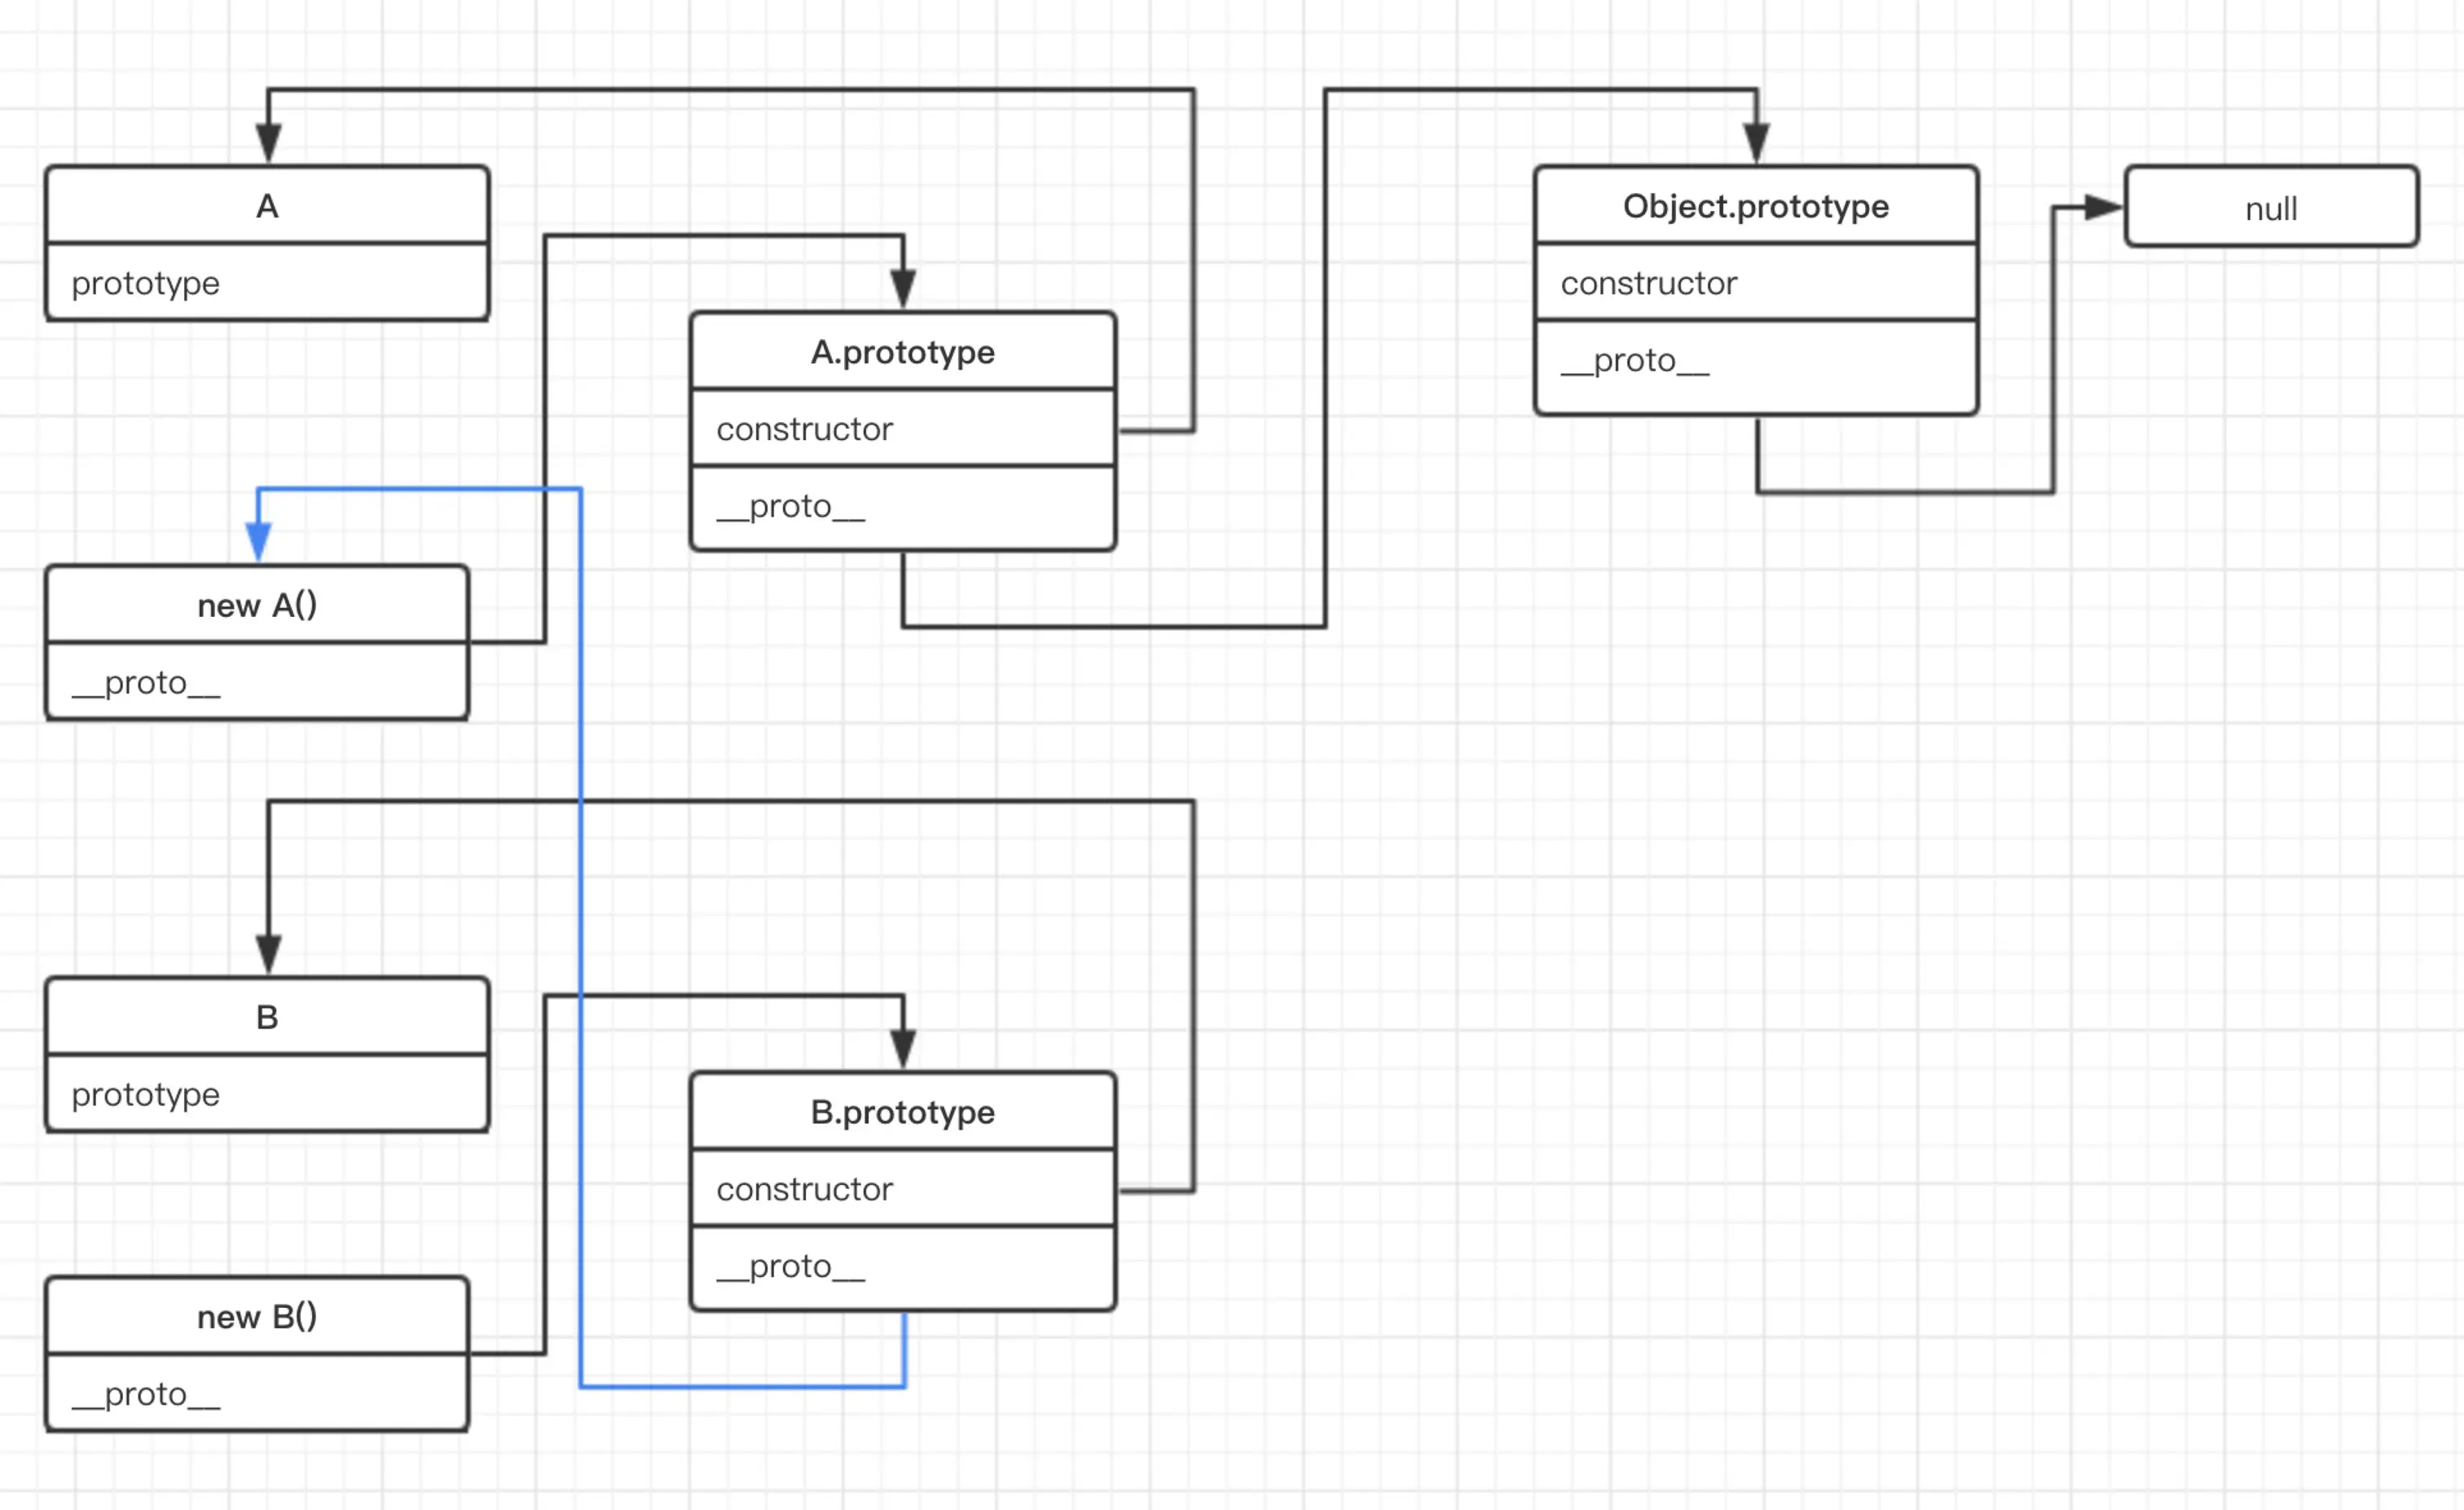 A
prototype
A.prototype
constructor
__proto__
Object.prototype
constructor
__proto__
null
new A()
__proto__
B
prototype
B.prototype
constructor
__proto__
new B()
__proto__